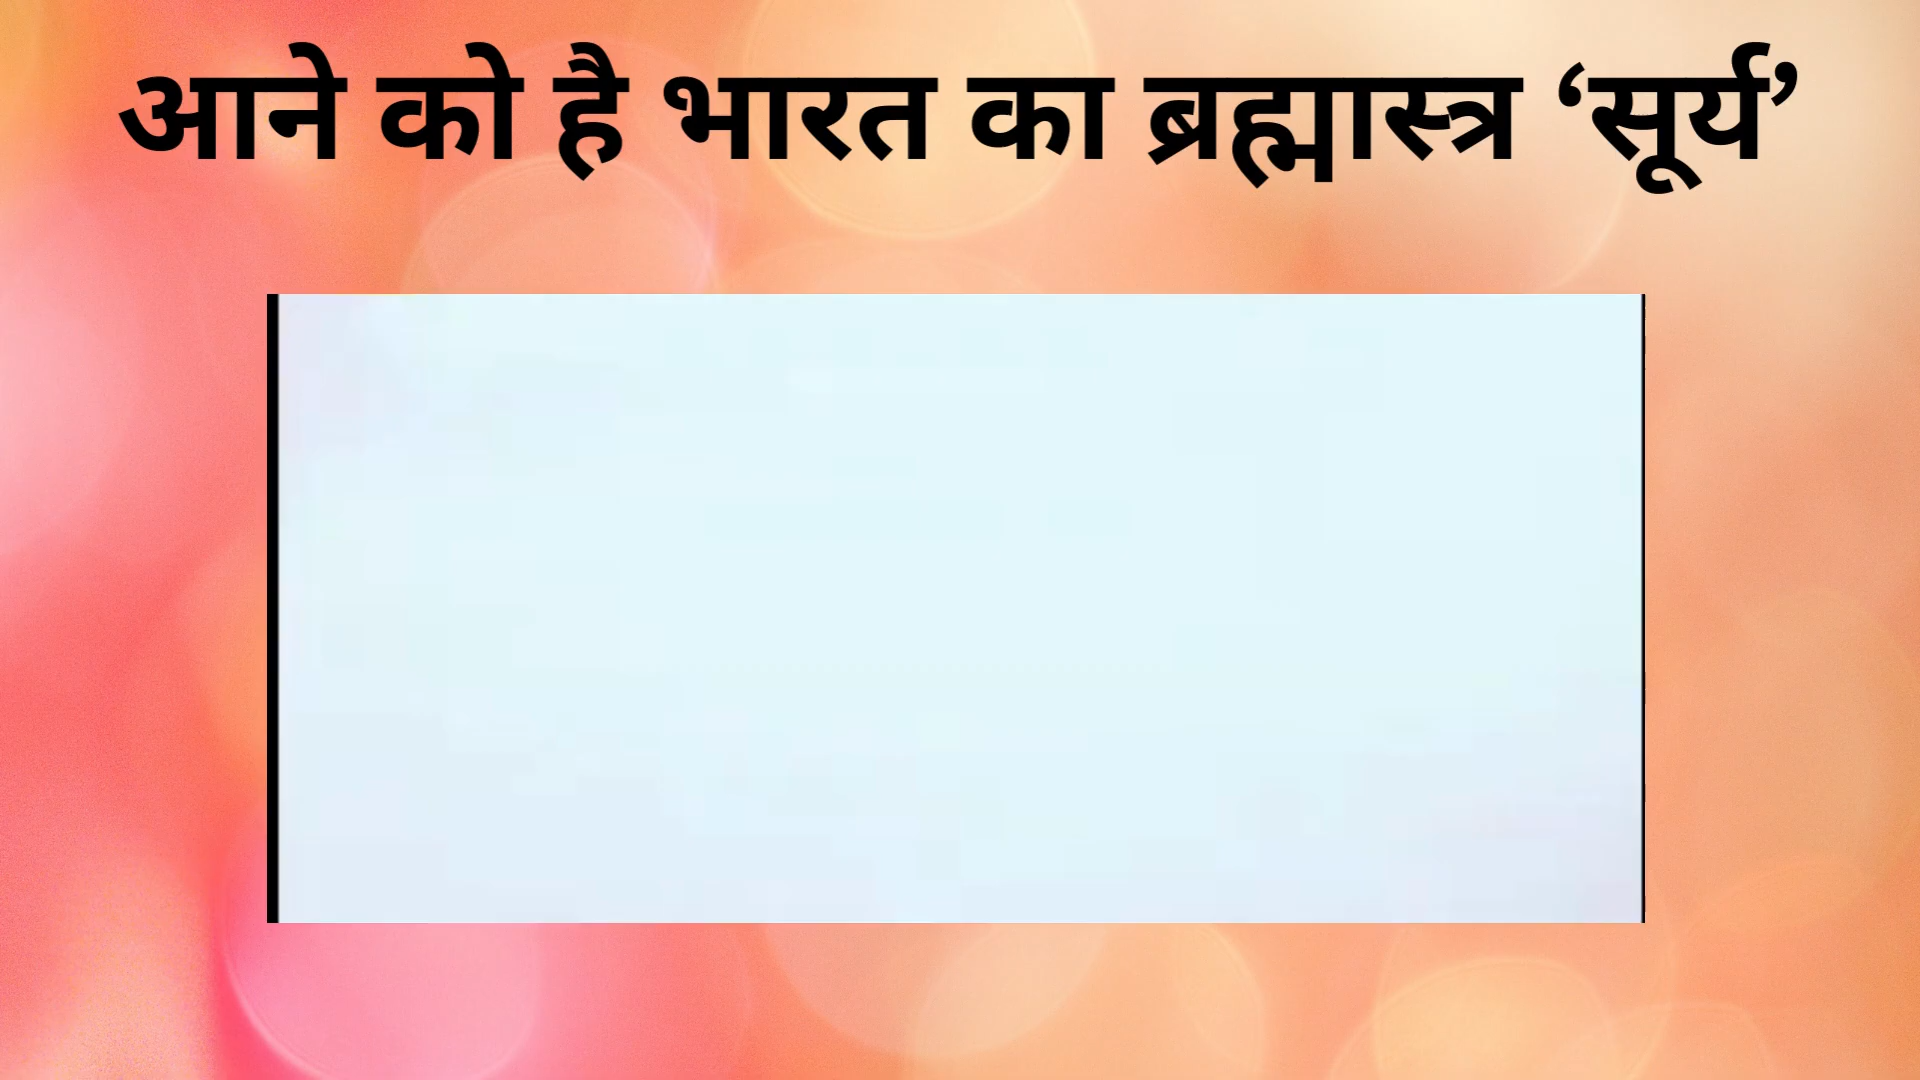 आने को है भारत का ब्रह्मास्त्र ‘सूर्य’